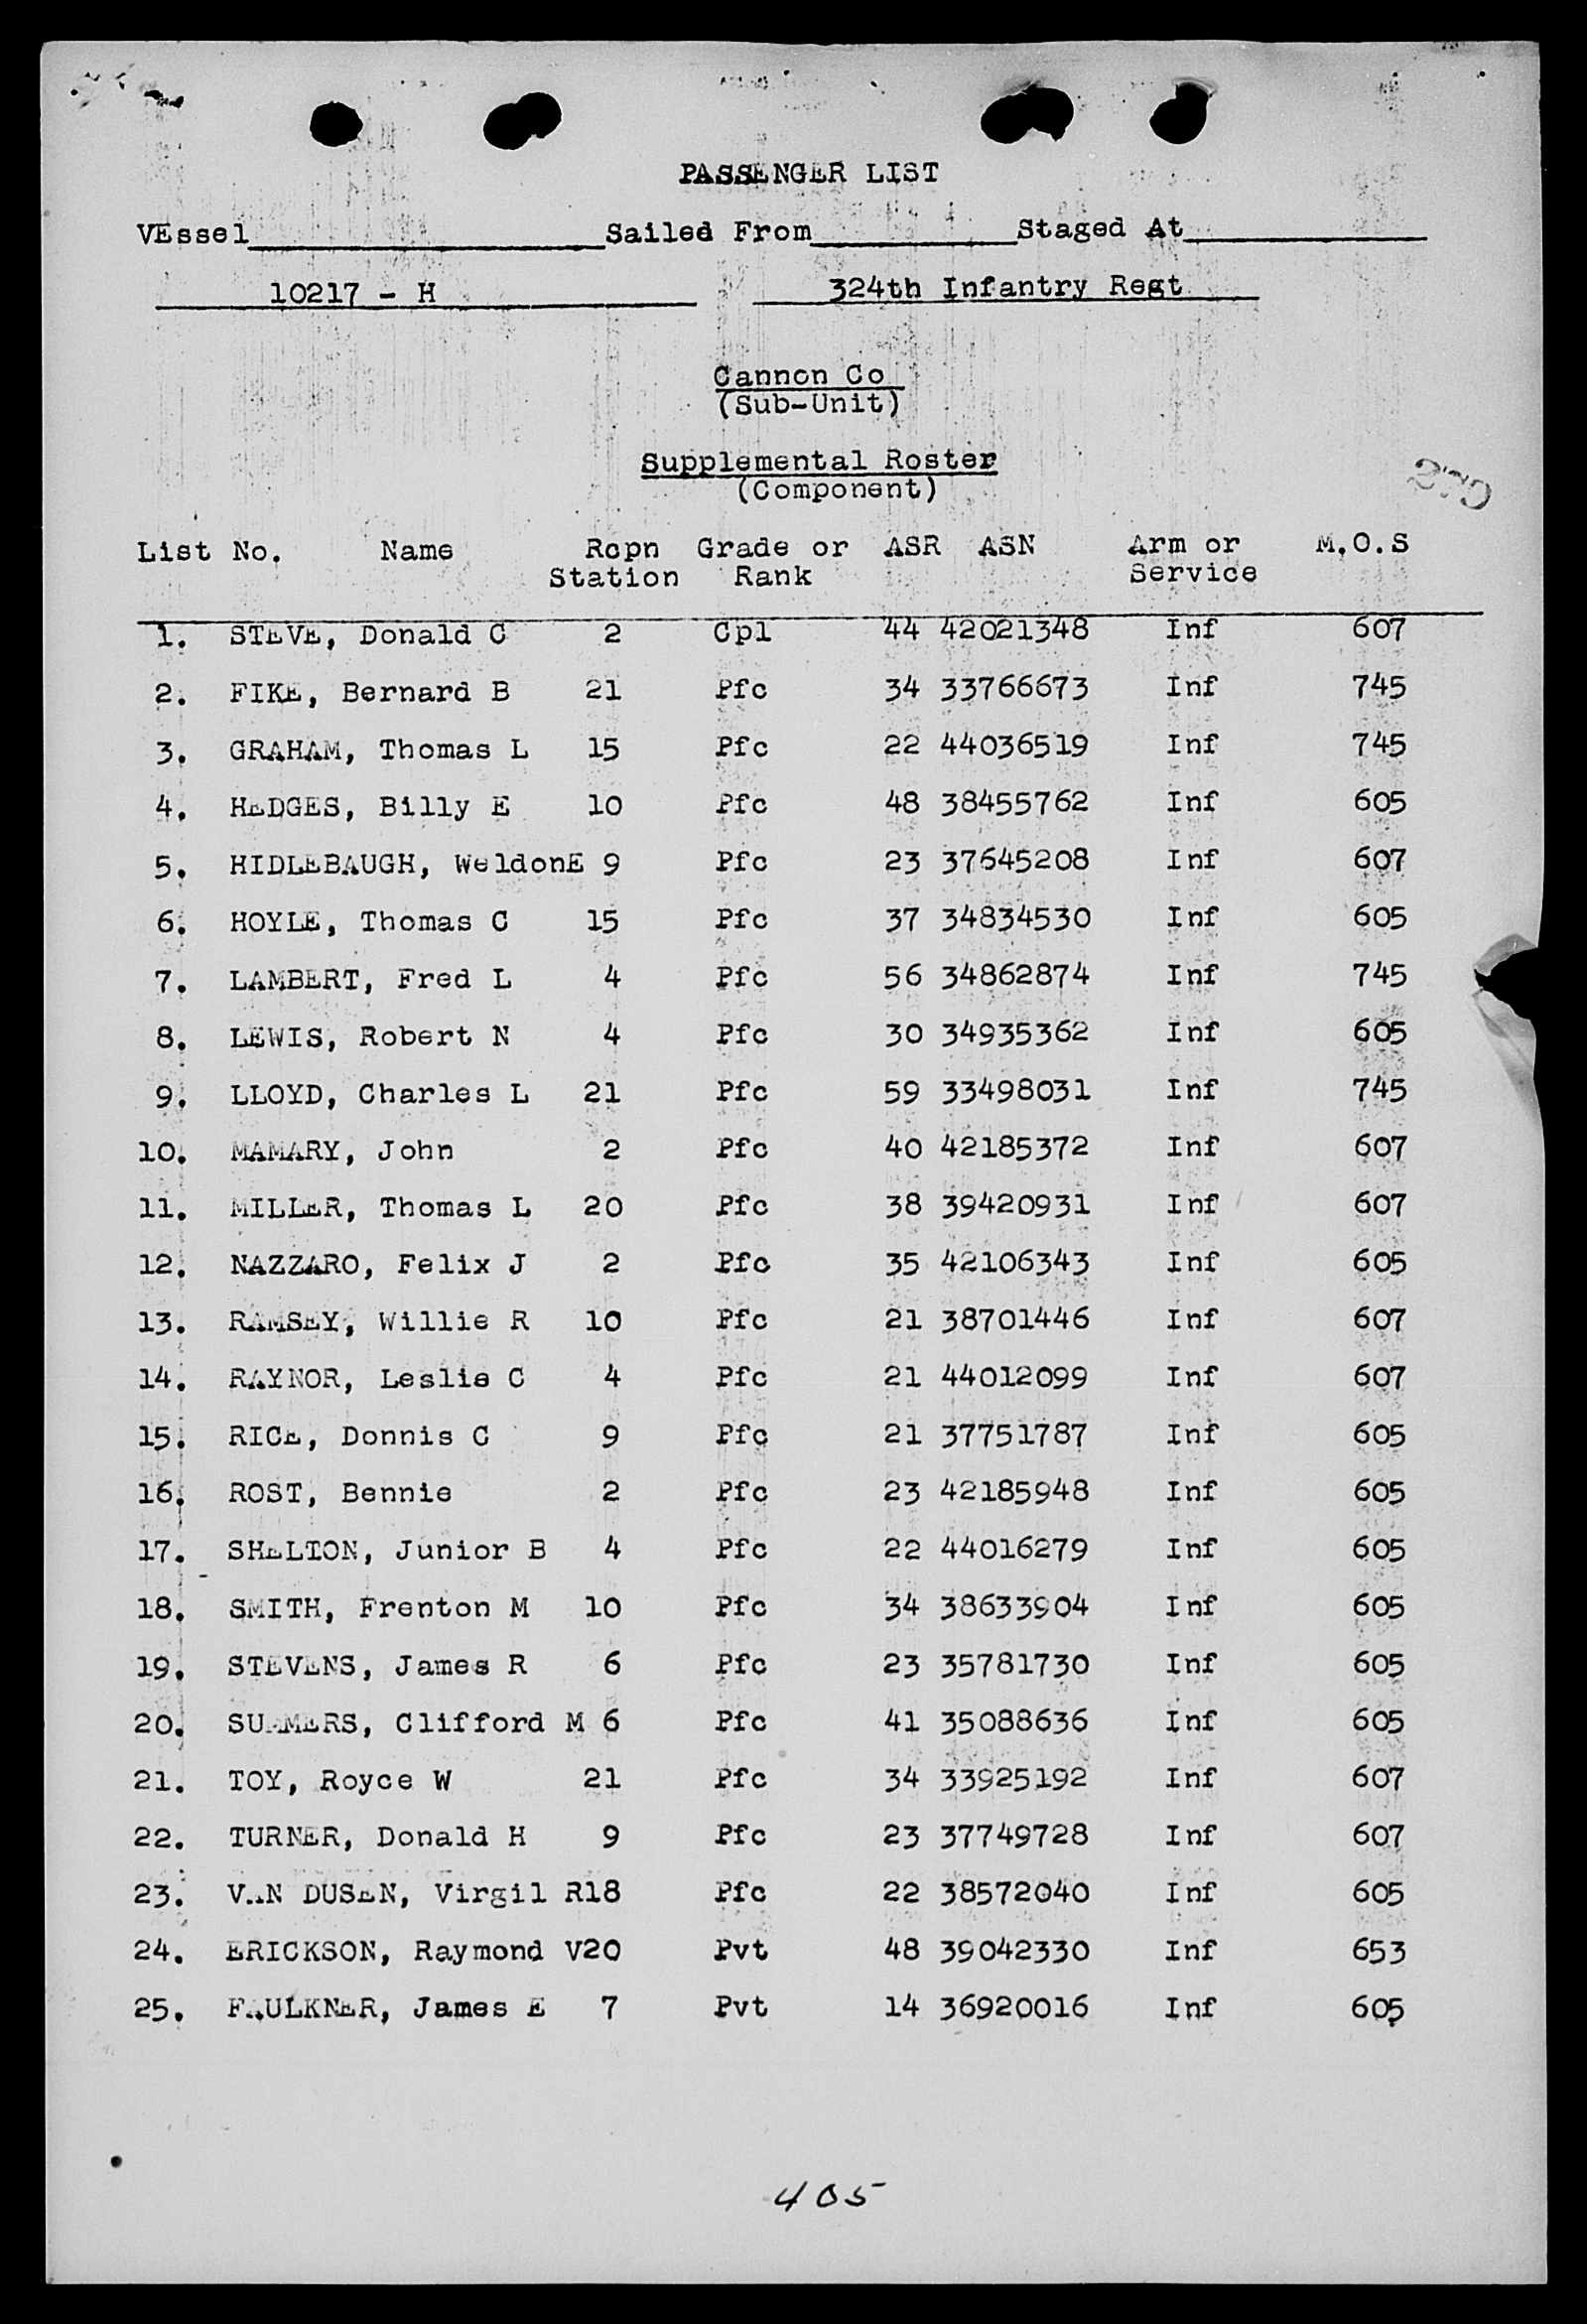 PASSENGER LIST
VEssel Sailed From Staged At
10217 - H 324th Infantry Regt
Cannon Co
(Sub-Unit)
Supplemental Roster
(Component)
List No. Name Rcpn Grade or ASR ASN Arm or M.O.S
Station Rank Service
1. STEVE, Donald C 2 Cpl 44 42021348 Inf 607
2. FIKE, Bernard B 21 Pfc 34 33766673 Inf 745
3. GRAHAM, Thomas L 15 Pfc 22 44036519 Inf 745
4. HEDGES, Billy E 10 Pfc 48 38455762 Inf 605
5. HIDLEBAUGH, WeldonE 9 Pfc 23 37645208 Inf 607
6. HOYLE, Thomas C 15 Pfc 37 34834530 Inf 605
7. LAMBERT, Fred L 4 Pfc 56 34862874 Inf 745
8. LEWIS, Robert N 4 Pfc 30 34935362 Inf 605
9. LLOYD, Charles L 21 Pfc 59 33498031 Inf 745
10. MAMARY, John 2 Pfc 40 42185372 Inf 607
11. MILLER, Thomas L 20 Pfc 38 39420931 Inf 607
12. NAZZARO, Felix J 2 Pfc 35 42106343 Inf 605
13. RAMSEY, Willie R 10 Pfc 21 38701446 Inf 607
14. RAYNOR, Leslie C 4 Pfc 21 44012099 Inf 607
15. RICE, Donnis C 9 Pfc 21 37751787 Inf 605
16. ROST, Bennie 2 Pfc 23 42185948 Inf 605
17. SHELTON, Junior B 4 Pfc 22 44016279 Inf 605
18. SMITH, Frenton M 10 Pfc 34 38633904 Inf 605
19. STEVENS, James R 6 Pfc 23 35781730 Inf 605
20. SUMMERS, Clifford M 6 Pfc 41 35088636 Inf 605
21. TOY, Royce W 21 Pfc 34 33925192 Inf 607
22. TURNER, Donald H 9 Pfc 23 37749728 Inf 607
23. VAN DUSEN, Virgil R18 Pfc 22 38572040 Inf 605
24. ERICKSON, Raymond V20 Pvt 48 39042330 Inf 653
25. FAULKNER, James E 7 Pvt 14 36920016 Inf 605
405